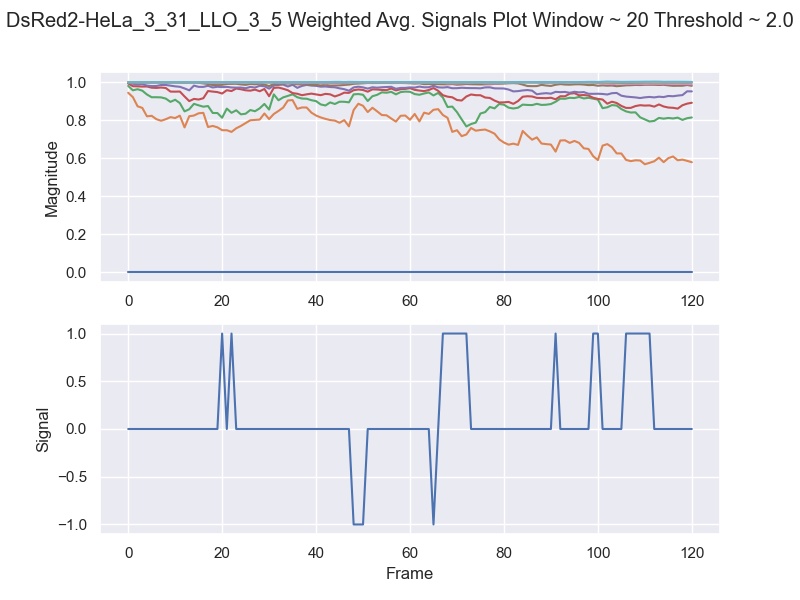 DsRed2-HeLa_3_31_LLO_3_5 Weighted Avg. Signals Plot Window ~ 20 Threshold ~ 2.0
1.0
0.8
0.6
0.4
0.2
0.0
Magnitude
0 20 40 60 80 100 120
1.0
0.5
0.0
−0.5
−1.0
Signal
0 20 40 60 80 100 120
Frame